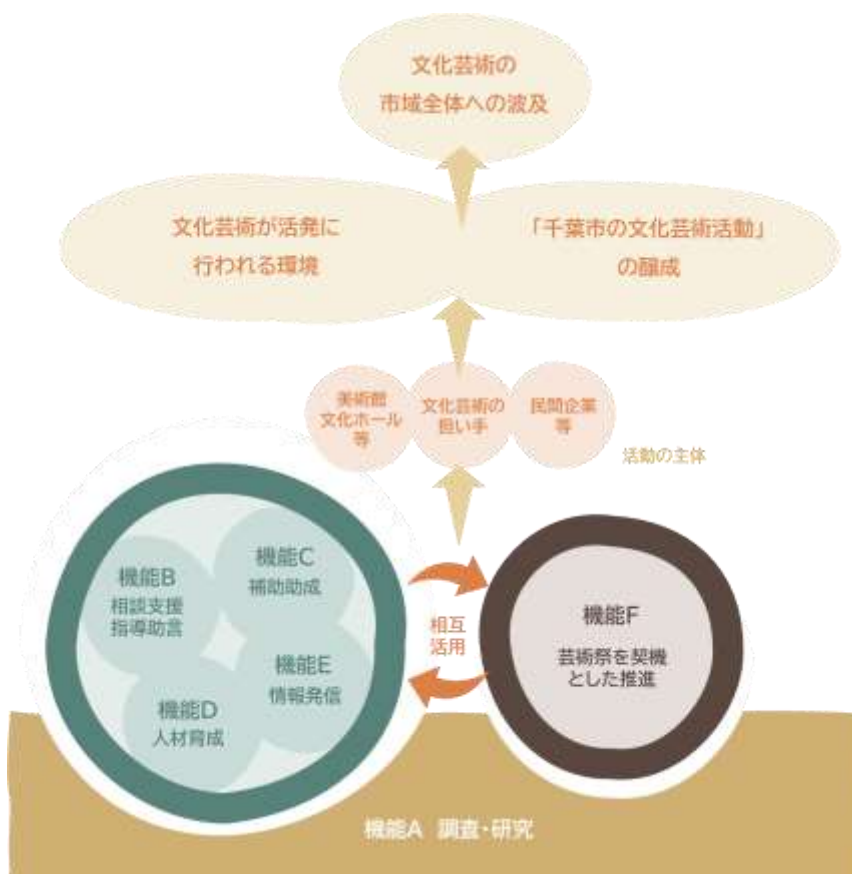 文化芸術の
市域全体への波及
文化芸術が活発に
行われる環境
「千葉市の文化芸術活動」
の醸成
美術館
文化ホール
等
文化芸術の
担い手
民間企業
等
活動の主体
機能B
相談支援
指導助言
機能C
補助助成
機能E
情報発信
機能D
人材育成
相互
活用
機能F
芸術祭を契機
とした推進
機能A 調査・研究